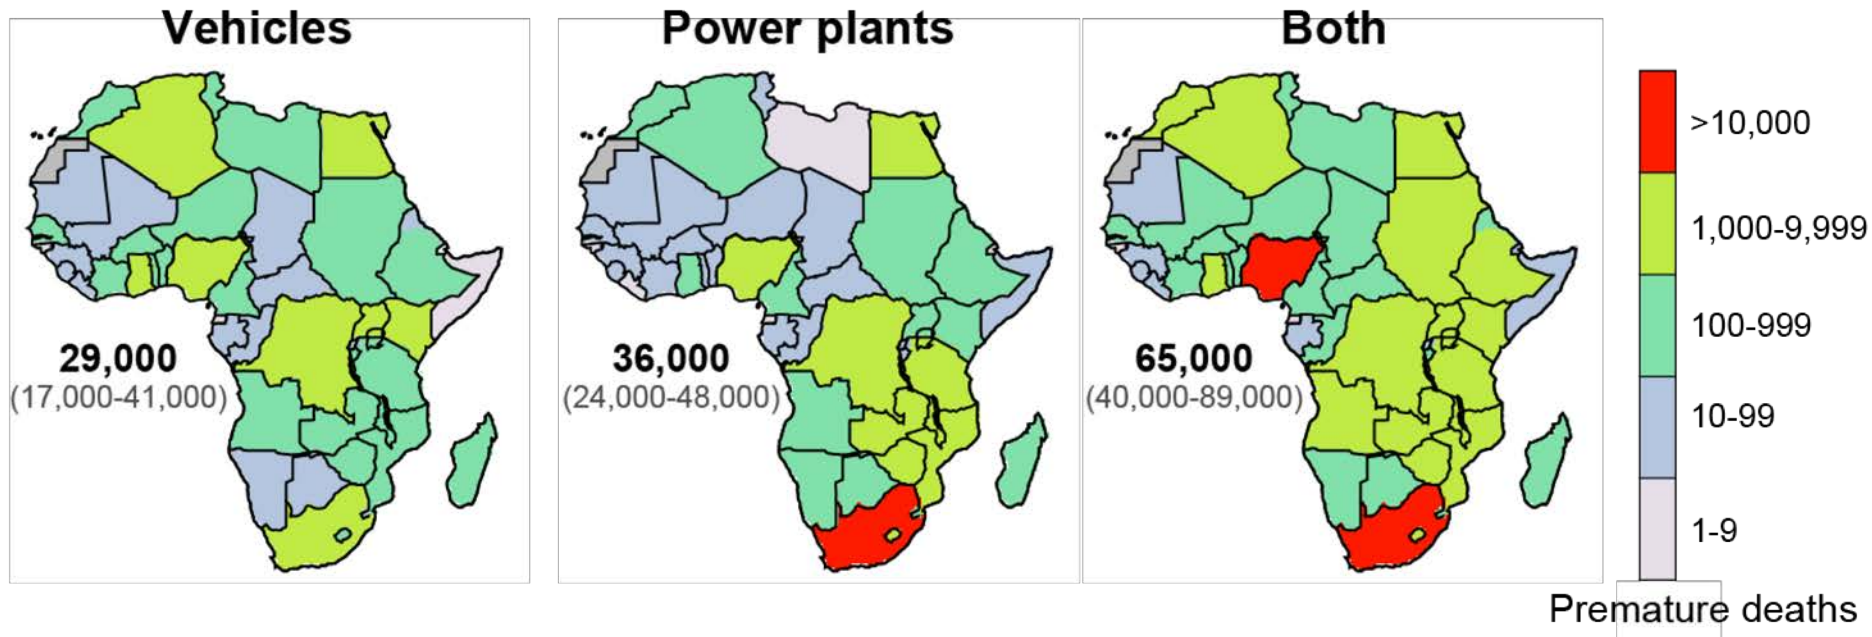 Vehicles
Power plants
Both
29,000
(17,000-41,000)
36,000
(24,000-48,000)
65,000
(40,000-89,000)
>10,000
1,000-9,999
100-999
10-99
1-9
Premature deaths